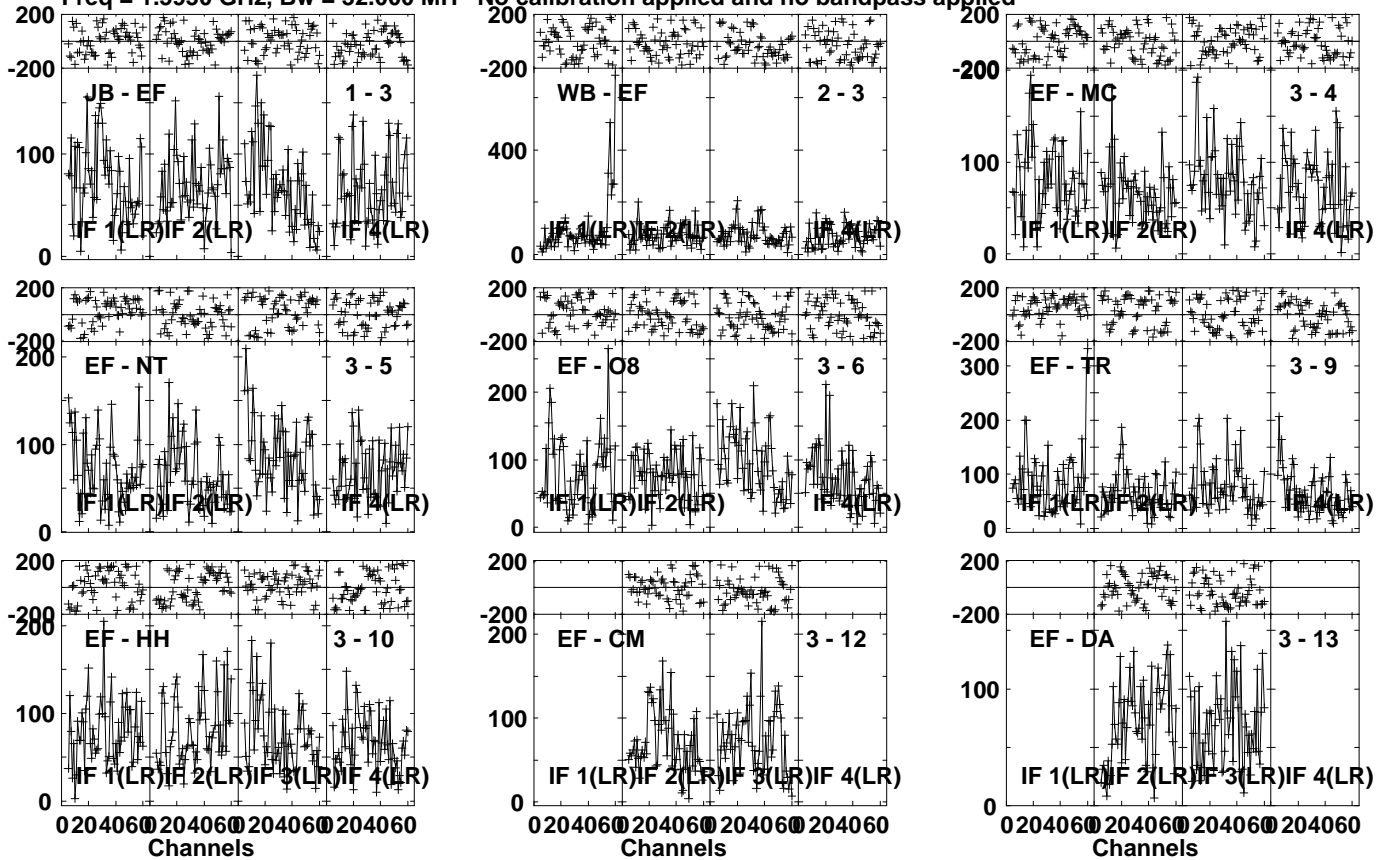 Freq = 1.5950 GHz, Bw = 32.000 MH No calibration applied and no bandpass applied
200
-200
JB - EF 1 - 3
100
0
IF 1(LR) IF 2(LR) IF 4(LR)
200
-200
WB - EF 2 - 3
400
0
IF 1(LR) IF 2(LR) IF 4(LR)
200
-200
200
EF - MC 3 - 4
100
0
IF 1(LR) IF 2(LR) IF 4(LR)
200
-200
200
EF - NT 3 - 5
100
0
IF 1(LR) IF 2(LR) IF 4(LR)
200
-200
EF - O8 3 - 6
200
100
0
IF 1(LR) IF 2(LR) IF 4(LR)
200
-200
EF - TR 3 - 9
300
200
100
0
IF 1(LR) IF 2(LR) IF 4(LR)
200
-200
200
EF - HH 3 - 10
100
0
IF 1(LR) IF 2(LR) IF 3(LR) IF 4(LR)
0 20 40 60 0 20 40 60 0 20 40 60 0 20 40 60
Channels
200
-200
200
EF - CM 3 - 12
100
0
IF 1(LR) IF 2(LR) IF 3(LR) IF 4(LR)
0 20 40 60 0 20 40 60 0 20 40 60 0 20 40 60
Channels
200
-200
EF - DA 3 - 13
100
0
IF 1(LR) IF 2(LR) IF 3(LR) IF 4(LR)
0 20 40 60 0 20 40 60 0 20 40 60 0 20 40 60
Channels